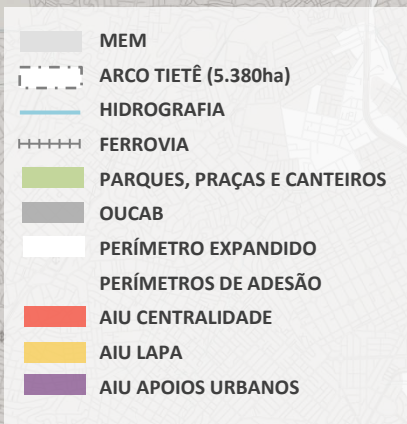 MEM
ARCO TIETÊ (5.380ha)
HIDROGRAFIA
FERROVIA
PARQUES, PRAÇAS E CANTEIROS
OUCAB
PERÍMETRO EXPANDIDO
PERÍMETROS DE ADESÃO
AIU CENTRALIDADE
AIU LAPA
AIU APOIOS URBANOS